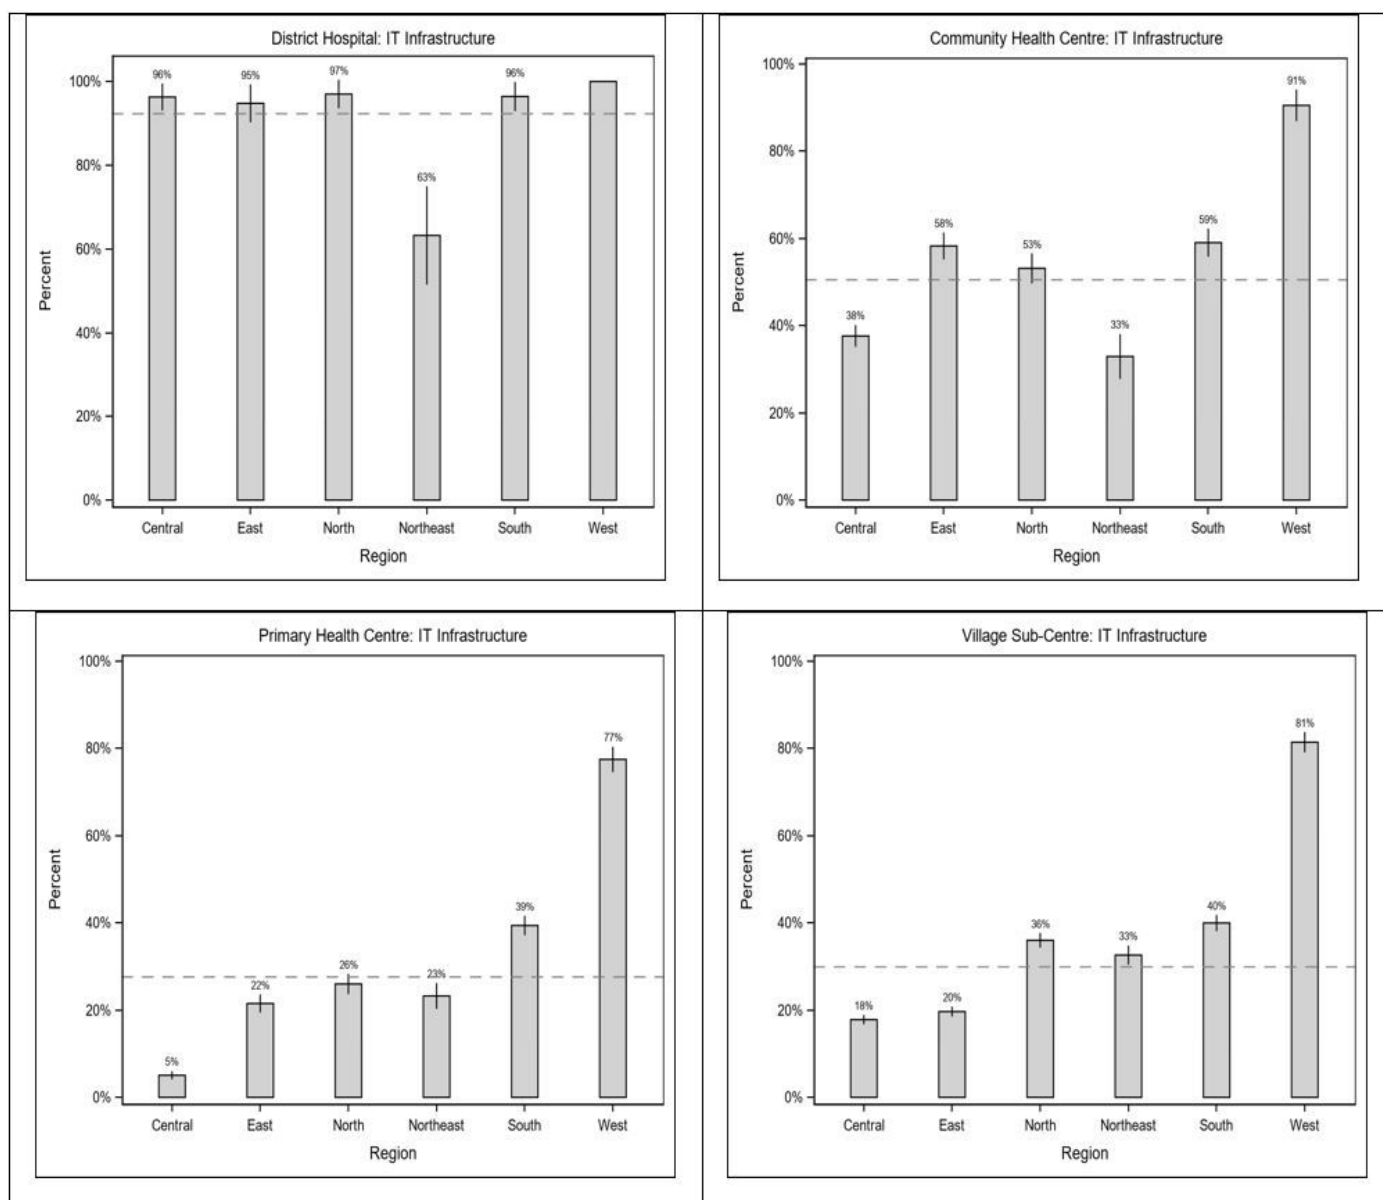 District Hospital: IT Infrastructure
100%
80%
60%
40%
20%
0%
Percent
96%
95%
97%
63%
96%
Central East North Northeast South West
Region
Community Health Centre: IT Infrastructure
100%
80%
60%
40%
20%
0%
Percent
38%
58%
53%
33%
59%
91%
Central East North Northeast South West
Region
Primary Health Centre: IT Infrastructure
100%
80%
60%
40%
20%
0%
Percent
5%
22%
26%
23%
39%
77%
Central East North Northeast South West
Region
Village Sub-Centre: IT Infrastructure
100%
80%
60%
40%
20%
0%
Percent
18%
20%
36%
33%
40%
81%
Central East North Northeast South West
Region